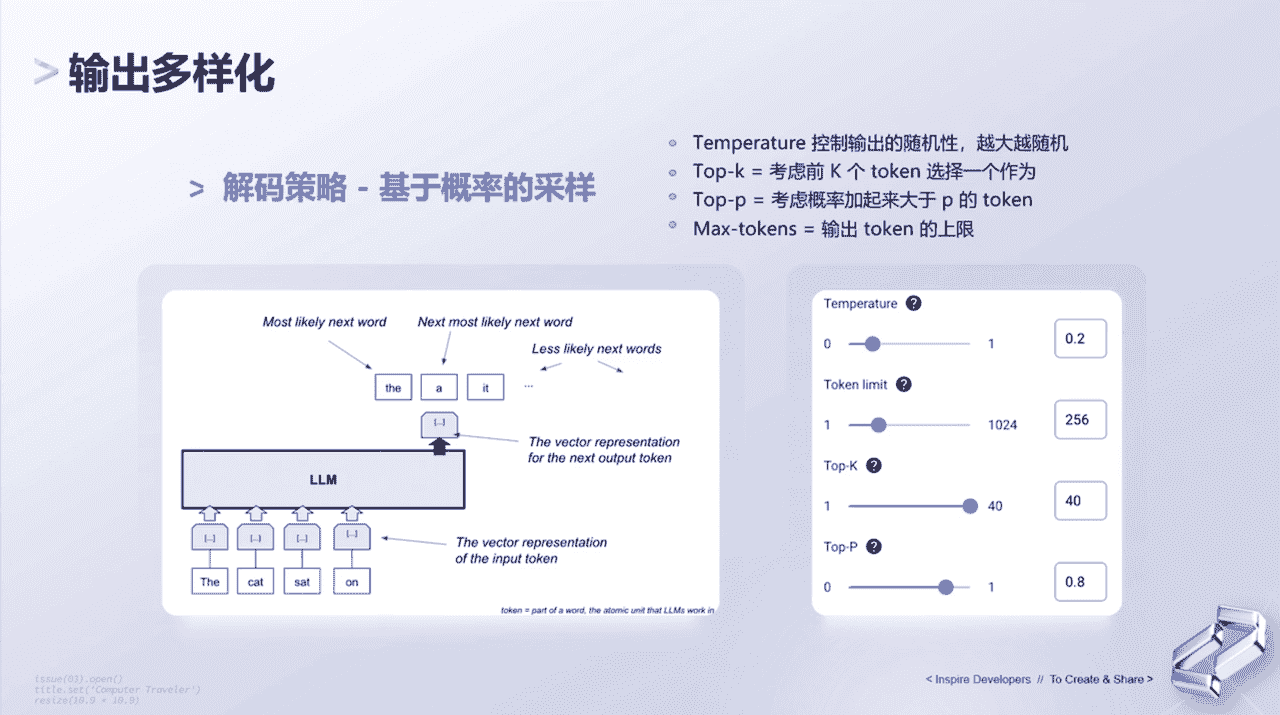 > 输出多样化
> 解码策略 - 基于概率的采样
Temperature 控制输出的随机性，越大越随机
Top-k = 考虑前 K 个 token 选择一个作为
Top-p = 考虑概率加起来大于 p 的 token
Max-tokens = 输出 token 的上限
Most likely next word
Next most likely next word
Less likely next words
the
a
it
...
[...]
The vector representation
for the next output token
LLM
[...] [...] [...] [...]
The vector representation
of the input token
The cat sat on
token = part of a word, the atomic unit that LLMs work in
Temperature ?
0 1 0.2
Token limit ?
1 1024 256
Top-K ?
1 40 40
Top-P ?
0 1 0.8
issue(03).open()
title.set('Computer Traveler')
resize(10.9 * 10.9)
< Inspire Developers // To Create & Share >